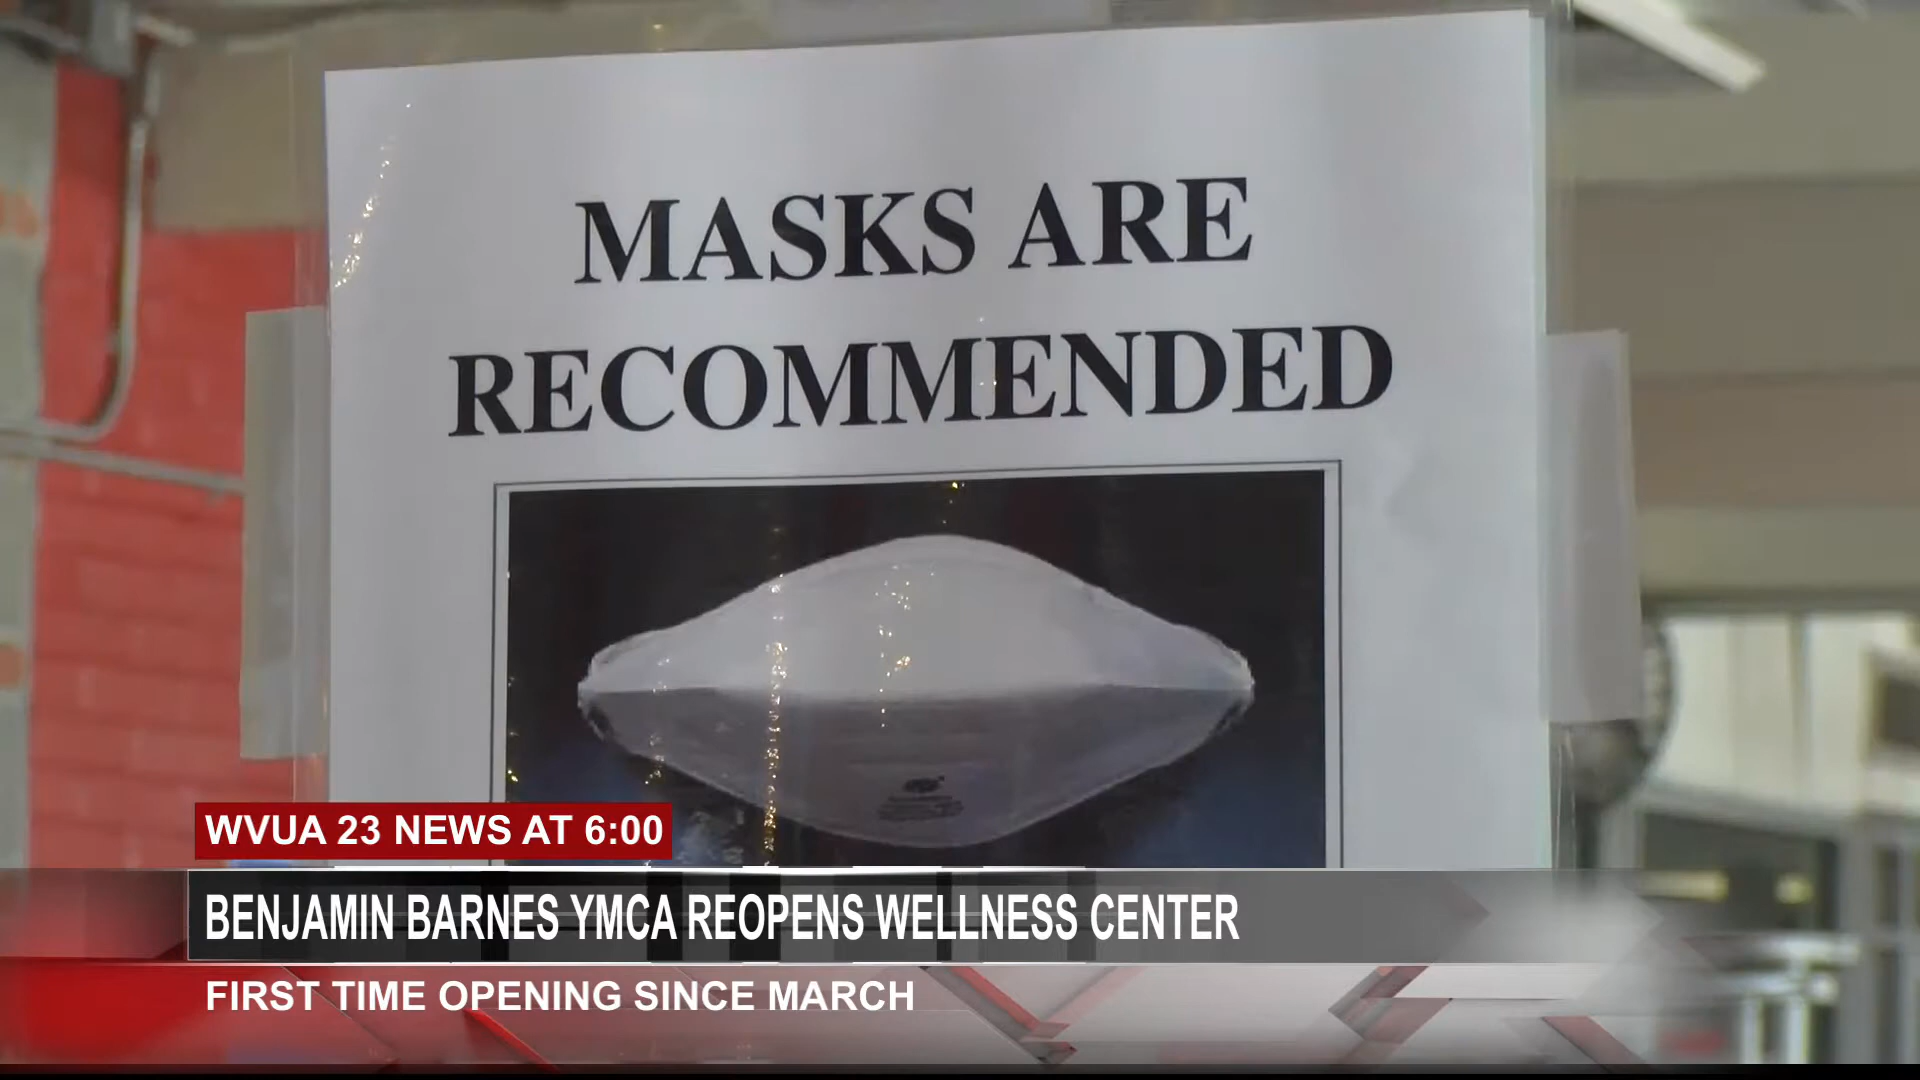 MASKS ARE
RECOMMENDED
WVUA 23 NEWS AT 6:00
BENJAMIN BARNES YMCA REOPENS WELLNESS CENTER
FIRST TIME OPENING SINCE MARCH